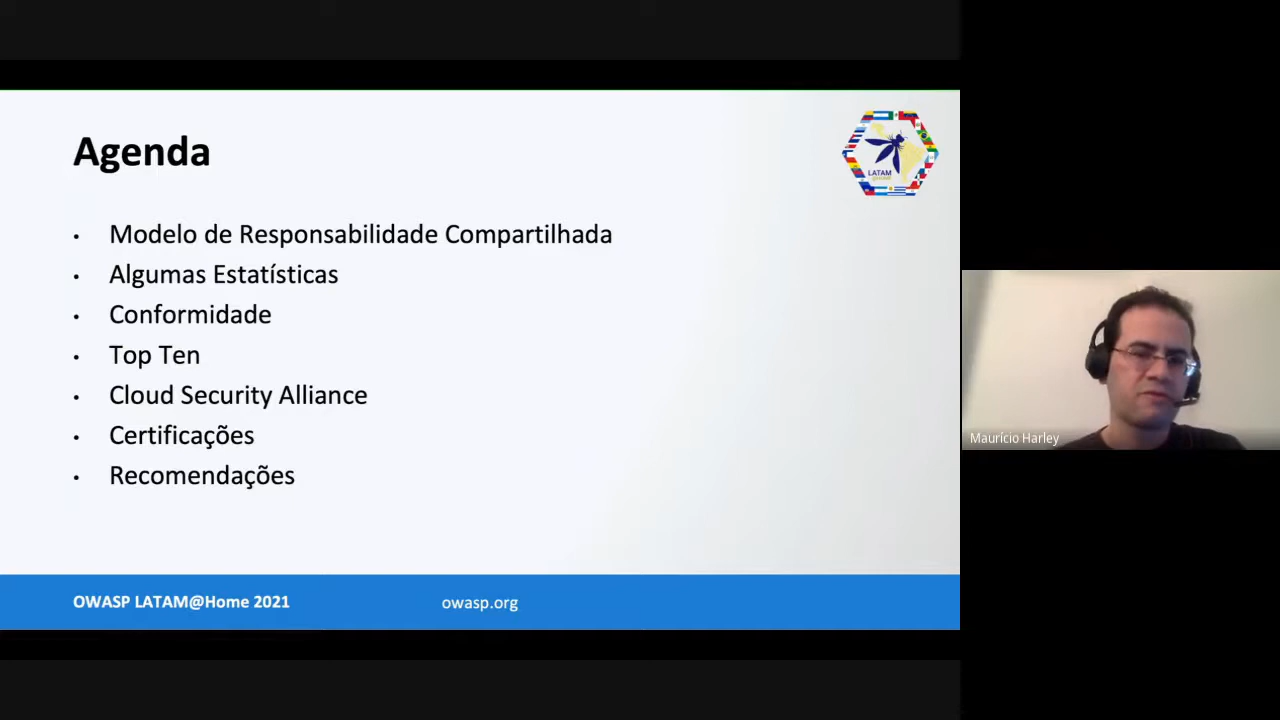 Agenda
LATAM
• Modelo de Responsabilidade Compartilhada
• Algumas Estatísticas
• Conformidade
• Top Ten
• Cloud Security Alliance
• Certificações
• Recomendações
Maurício Harley
OWASP LATAM@Home 2021
owasp.org